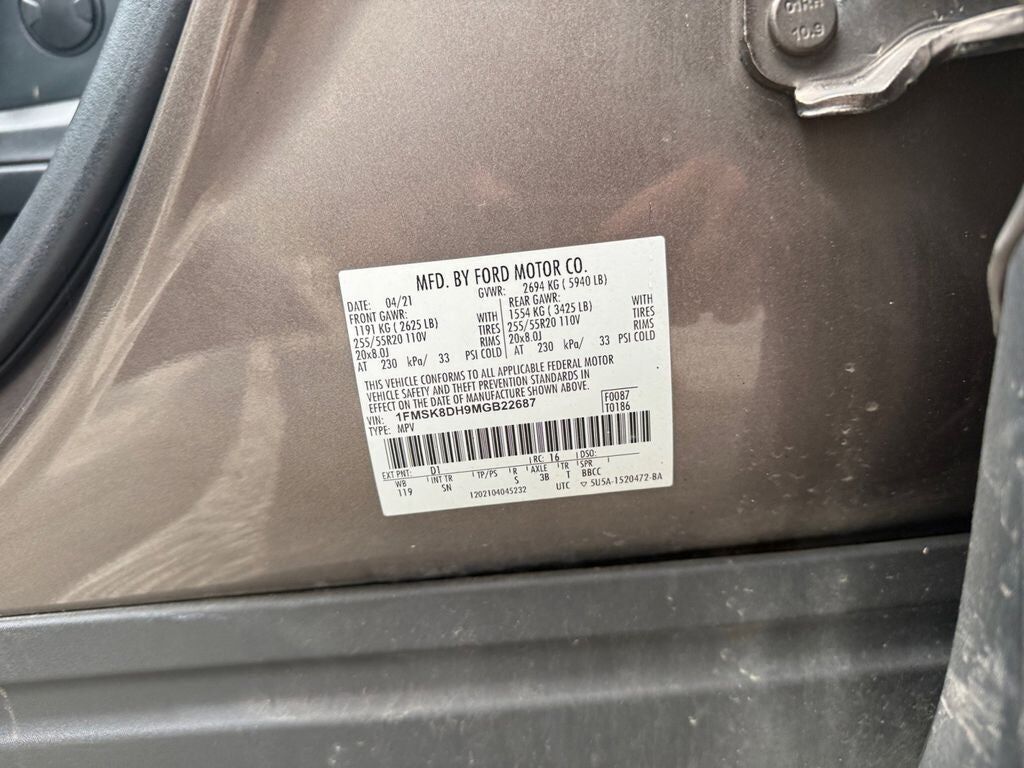 01RH
10.9
MFD. BY FORD MOTOR CO.
DATE: 04/21 GVWR: 2694 KG ( 5940 LB)
FRONT GAWR: REAR GAWR:
1191 KG ( 2625 LB) WITH 1554 KG ( 3425 LB) WITH
255/55R20 110V TIRES 255/55R20 110V TIRES
20x8.0J RIMS 20x8.0J RIMS
AT 230 kPa/ 33 PSI COLD AT 230 kPa/ 33 PSI COLD
THIS VEHICLE CONFORMS TO ALL APPLICABLE FEDERAL MOTOR
VEHICLE SAFETY AND THEFT PREVENTION STANDARDS IN
EFFECT ON THE DATE OF MANUFACTURE SHOWN ABOVE.
VIN: 1FMSK8DH9MGB22687 F0087
TYPE: MPV T0186
EXT PNT: D1 RC: 16 DSO:
WB INT TR TP/PS R AXLE TR SPR
119 SN S 3B T BBCC
1202104045232 UTC ▽ 5U5A-1520472-BA